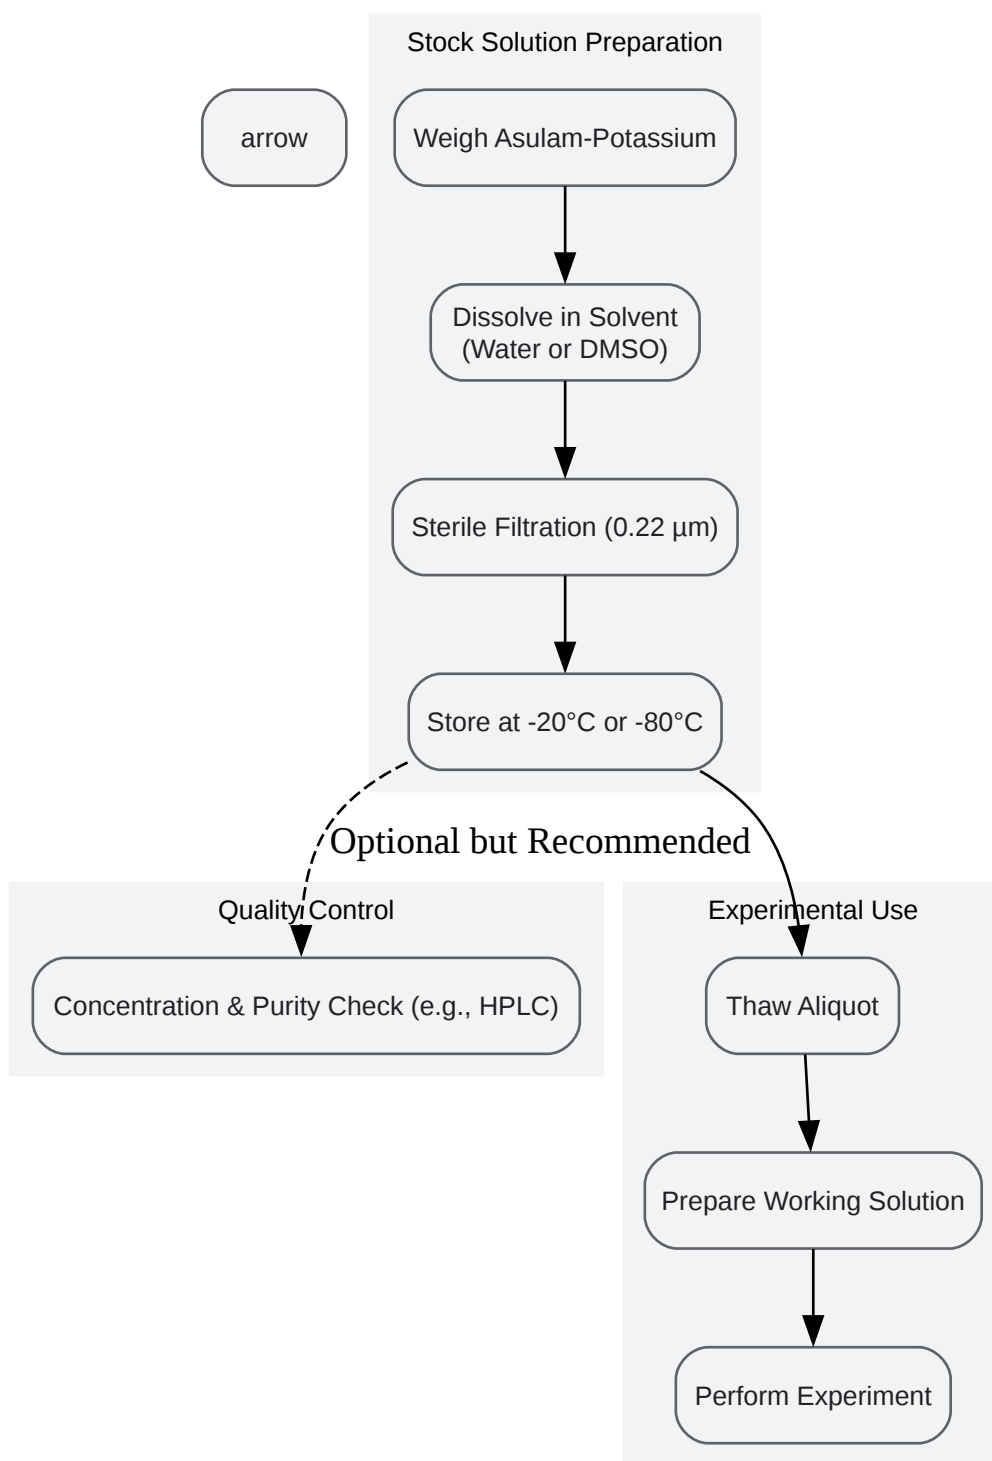 Stock Solution Preparation
arrow
Weigh Asulam-Potassium
Dissolve in Solvent
(Water or DMSO)
Sterile Filtration (0.22 µm)
Store at -20°C or -80°C
Optional but Recommended
Quality Control
Concentration & Purity Check (e.g., HPLC)
Experimental Use
Thaw Aliquot
Prepare Working Solution
Perform Experiment